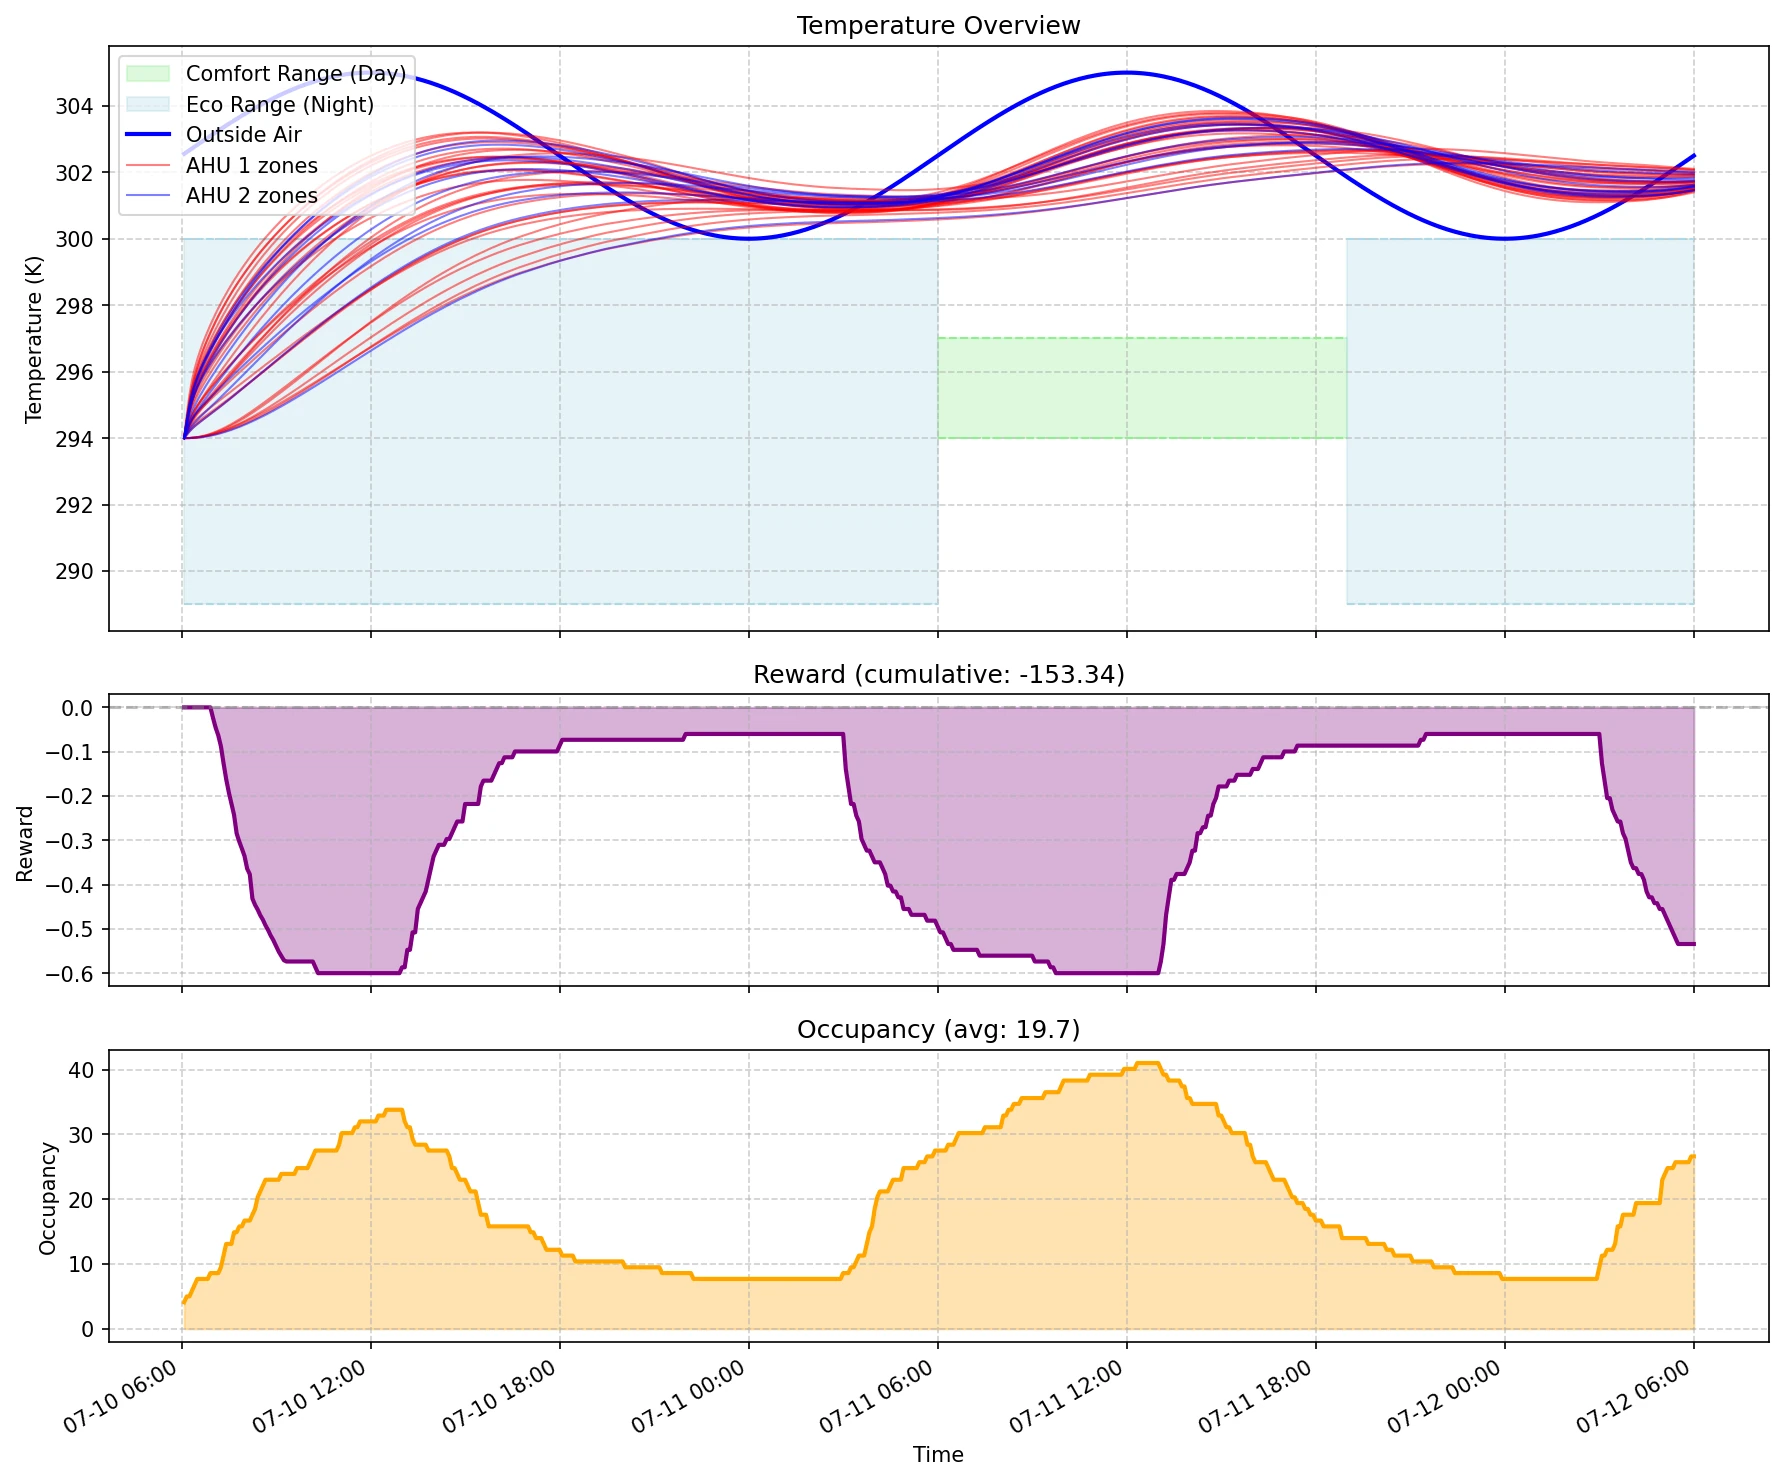 Temperature Overview
Comfort Range (Day)
Eco Range (Night)
Outside Air
AHU 1 zones
AHU 2 zones
Temperature (K)
304
302
300
298
296
294
292
290
Reward (cumulative: -153.34)
Reward
0.0
−0.1
−0.2
−0.3
−0.4
−0.5
−0.6
Occupancy (avg: 19.7)
Occupancy
40
30
20
10
0
07-10 06:00
07-10 12:00
07-10 18:00
07-11 00:00
07-11 06:00
07-11 12:00
07-11 18:00
07-12 00:00
07-12 06:00
Time